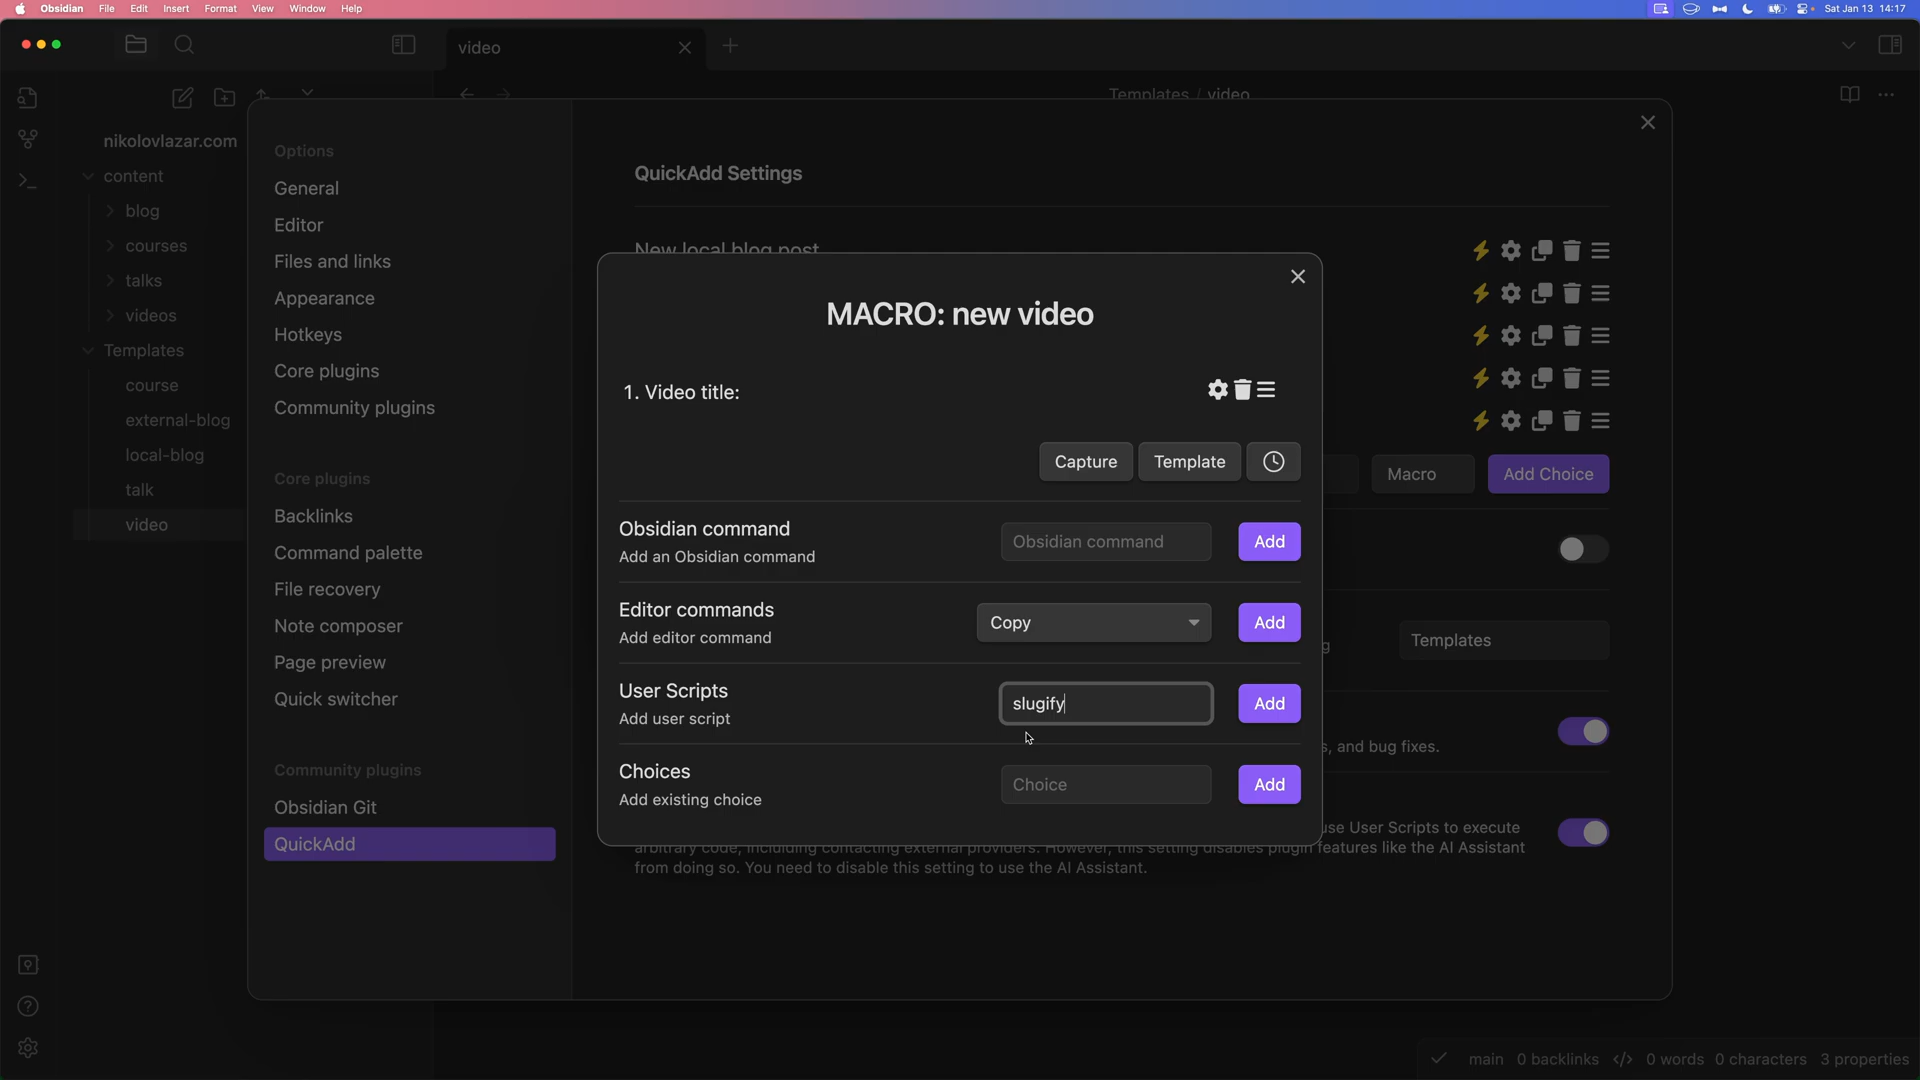 Obsidian File Edit Insert Format View Window Help
Sat Jan 13 14:17
video
Templates / video
nikolovlazar.com
content
blog
courses
talks
videos
Templates
course
external-blog
local-blog
talk
video
Options
General
Editor
Files and links
Appearance
Hotkeys
Core plugins
Community plugins
Core plugins
Backlinks
Command palette
File recovery
Note composer
Page preview
Quick switcher
Community plugins
Obsidian Git
QuickAdd
QuickAdd Settings
New local blog post
Macro
Add Choice
Templates
s, and bug fixes.
use User Scripts to execute
arbitrary code, including contacting external providers. However, this setting disables plugin features like the AI Assistant
from doing so. You need to disable this setting to use the AI Assistant.
MACRO: new video
1. Video title:
Capture
Template
Obsidian command
Add an Obsidian command
Obsidian command
Add
Editor commands
Add editor command
Copy
Add
User Scripts
Add user script
slugify
Add
Choices
Add existing choice
Choice
Add
main 0 backlinks </> 0 words 0 characters 3 properties